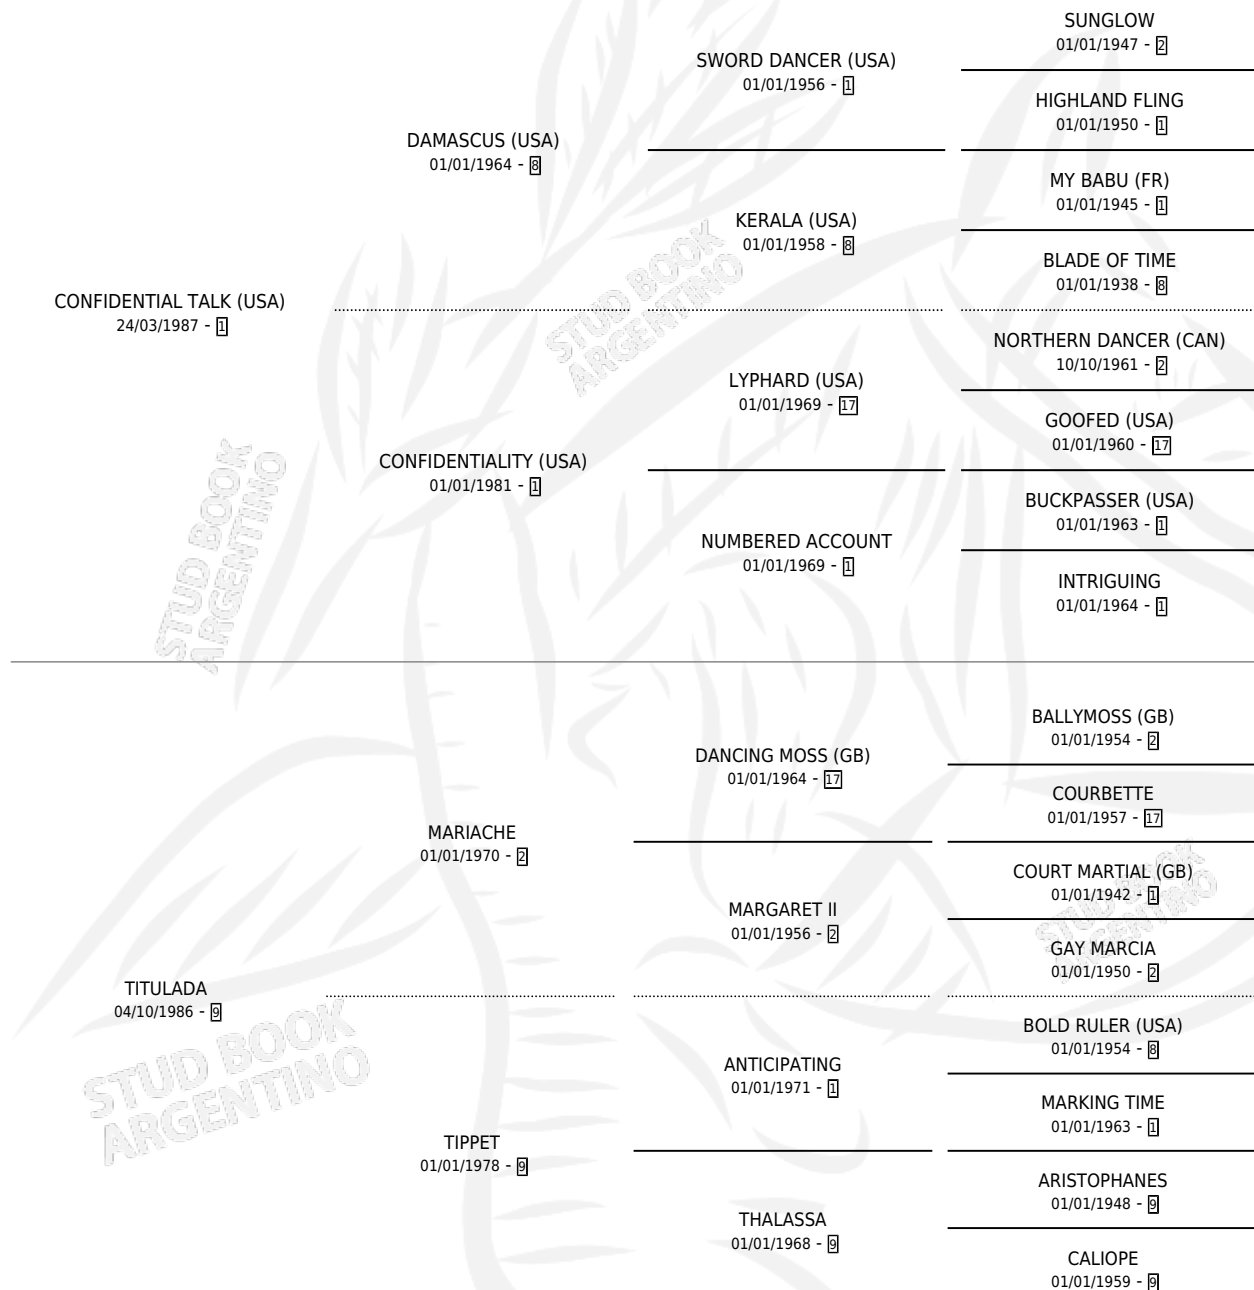 SUNGLOW
01/01/1947 - 2
SWORD DANCER (USA)
01/01/1956 - 1
HIGHLAND FLING
01/01/1950 - 1
DAMASCUS (USA)
01/01/1964 - 8
MY BABU (FR)
01/01/1945 - 1
KERALA (USA)
01/01/1958 - 8
BLADE OF TIME
01/01/1938 - 8
CONFIDENTIAL TALK (USA)
24/03/1987 - 1
NORTHERN DANCER (CAN)
10/10/1961 - 2
LYPHARD (USA)
01/01/1969 - 17
GOOFED (USA)
01/01/1960 - 17
CONFIDENTIALITY (USA)
01/01/1981 - 1
BUCKPASSER (USA)
01/01/1963 - 1
NUMBERED ACCOUNT
01/01/1969 - 1
INTRIGUING
01/01/1964 - 1
BALLYMOSS (GB)
01/01/1954 - 2
DANCING MOSS (GB)
01/01/1964 - 17
COURBETTE
01/01/1957 - 17
MARIACHE
01/01/1970 - 2
COURT MARTIAL (GB)
01/01/1942 - 1
MARGARET II
01/01/1956 - 2
GAY MARCIA
01/01/1950 - 2
TITULADA
04/10/1986 - 9
BOLD RULER (USA)
01/01/1954 - 8
ANTICIPATING
01/01/1971 - 1
MARKING TIME
01/01/1963 - 1
TIPPET
01/01/1978 - 9
ARISTOPHANES
01/01/1948 - 9
THALASSA
01/01/1968 - 9
CALIOPE
01/01/1959 - 9
STUD BOOK
ARGENTINO
STUD BOOK
ARGENTINO
STUD BOOK
ARGENTINO
STUD BOOK
ARGENTINO